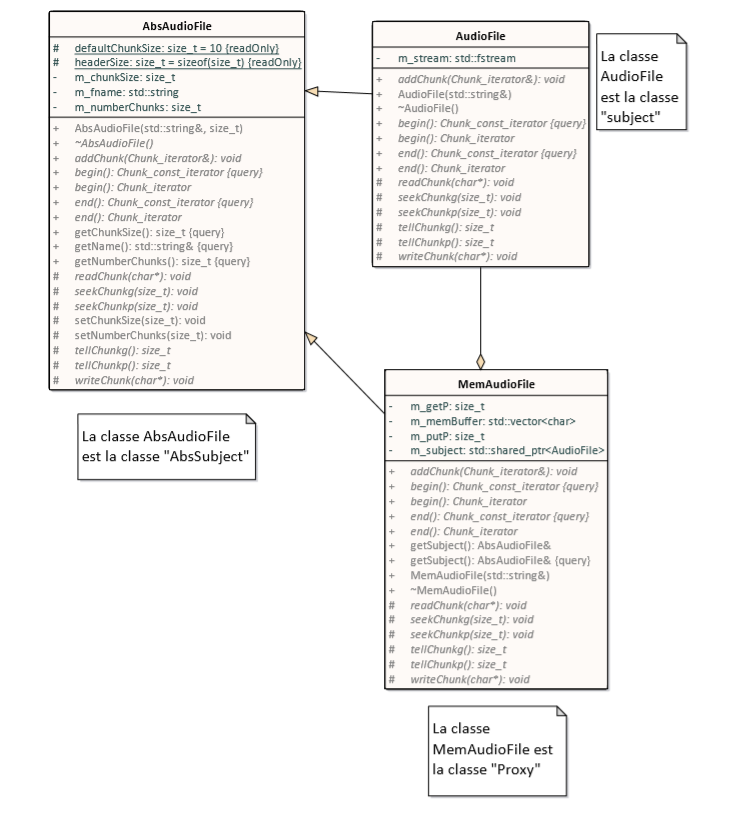 AbsAudioFile
# defaultChunkSize: size_t = 10 {readOnly}
# headerSize: size_t = sizeof(size_t) {readOnly}
- m_chunkSize: size_t
- m_fname: std::string
- m_numberChunks: size_t
+ AbsAudioFile(std::string&, size_t)
+ ~AbsAudioFile()
+ addChunk(Chunk_iterator&): void
+ begin(): Chunk_const_iterator {query}
+ begin(): Chunk_iterator
+ end(): Chunk_const_iterator {query}
+ end(): Chunk_iterator
+ getChunkSize(): size_t {query}
+ getName(): std::string& {query}
+ getNumberChunks(): size_t {query}
# readChunk(char*): void
# seekChunkg(size_t): void
# seekChunkp(size_t): void
# setChunkSize(size_t): void
# setNumberChunks(size_t): void
# tellChunkg(): size_t
# tellChunkp(): size_t
# writeChunk(char*): void
La classe AbsAudioFile
est la classe "AbsSubject"
AudioFile
- m_stream: std::fstream
+ addChunk(Chunk_iterator&): void
+ AudioFile(std::string&)
+ ~AudioFile()
+ begin(): Chunk_const_iterator {query}
+ begin(): Chunk_iterator
+ end(): Chunk_const_iterator {query}
+ end(): Chunk_iterator
# readChunk(char*): void
# seekChunkg(size_t): void
# seekChunkp(size_t): void
# tellChunkg(): size_t
# tellChunkp(): size_t
# writeChunk(char*): void
La classe
AudioFile
est la classe
"subject"
MemAudioFile
- m_getP: size_t
- m_memBuffer: std::vector<char>
- m_putP: size_t
- m_subject: std::shared_ptr<AudioFile>
+ addChunk(Chunk_iterator&): void
+ begin(): Chunk_const_iterator {query}
+ begin(): Chunk_iterator
+ end(): Chunk_const_iterator {query}
+ end(): Chunk_iterator
+ getSubject(): AbsAudioFile&
+ getSubject(): AbsAudioFile& {query}
+ MemAudioFile(std::string&)
+ ~MemAudioFile()
# readChunk(char*): void
# seekChunkg(size_t): void
# seekChunkp(size_t): void
# tellChunkg(): size_t
# tellChunkp(): size_t
# writeChunk(char*): void
La classe
MemAudioFile est
la classe "Proxy"